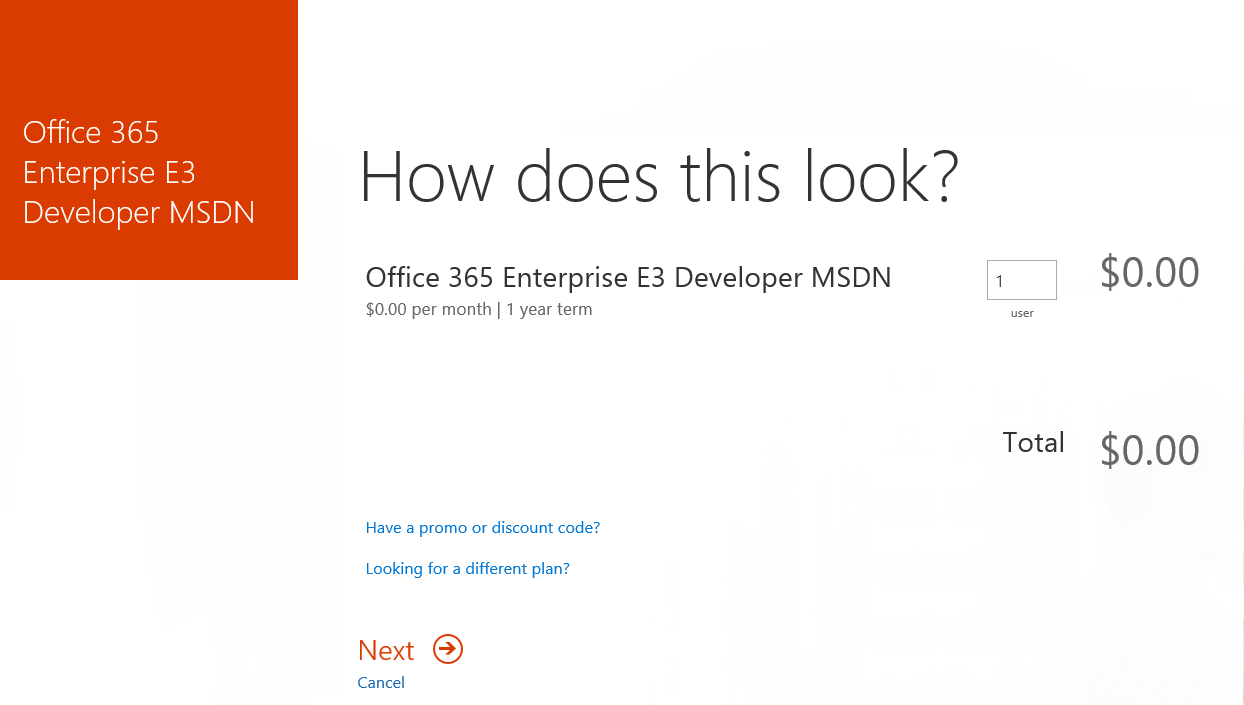 Office 365
Enterprise E3
Developer MSDN
How does this look?
Office 365 Enterprise E3 Developer MSDN
$0.00 per month | 1 year term
1
user
$0.00
Total
$0.00
Have a promo or discount code?
Looking for a different plan?
Next
Cancel